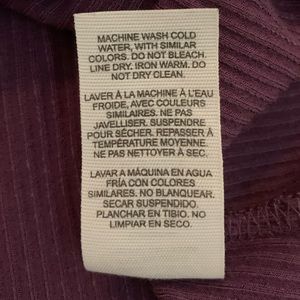 MACHINE WASH COLD
WATER, WITH SIMILAR
COLORS. DO NOT BLEACH.
LINE DRY. IRON WARM. DO
NOT DRY CLEAN.
LAVER À LA MACHINE À L'EAU
FROIDE, AVEC COULEURS
SIMILAIRES. NE PAS
JAVELLISER. SUSPENDRE
POUR SÉCHER. REPASSER À
TEMPÉRATURE MOYENNE.
NE PAS NETTOYER À SEC.
LAVAR A MÁQUINA EN AGUA
FRÍA CON COLORES
SIMILARES. NO BLANQUEAR.
SECAR SUSPENDIDO.
PLANCHAR EN TIBIO. NO
LIMPIAR EN SECO.